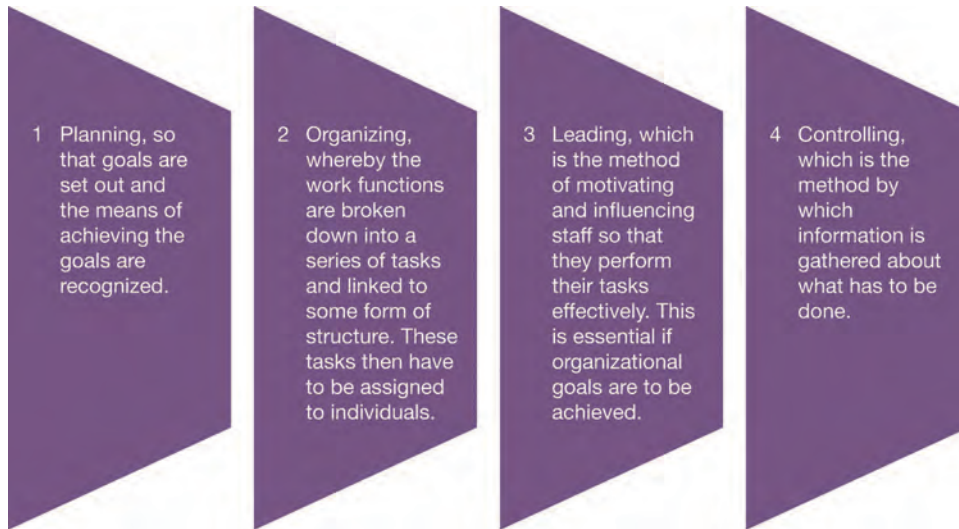 1 Planning, so
that goals are
set out and
the means of
achieving the
goals are
recognized.
2 Organizing,
whereby the
work functions
are broken
down into a
series of tasks
and linked to
some form of
structure. These
tasks then have
to be assigned
to individuals.
3 Leading, which
is the method
of motivating
and influencing
staff so that
they perform
their tasks
effectively. This
is essential if
organizational
goals are to be
achieved.
4 Controlling,
which is the
method by
which
information is
gathered about
what has to be
done.